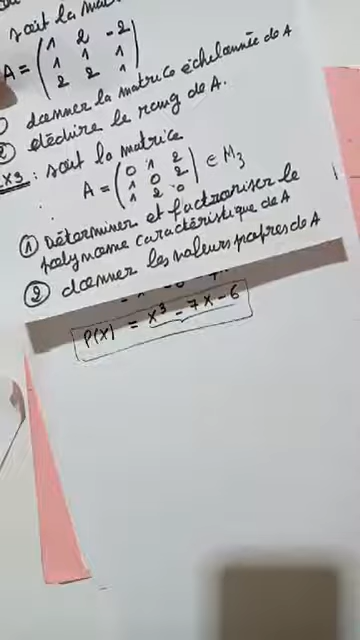 soit la mat
A = ( 1 2 -2
1 1 1
2 2 1 )
donner la matrice échelonnée de A
② déduire le rang de A.
EX3 : soit la matrice
A = ( 0 1 2
1 0 2
1 2 0 ) ∈ M₃
① Déterminer et factoriser le
polynome caractéristique de A
② donner les valeurs propres de A
P(X) = X³ - 7X - 6